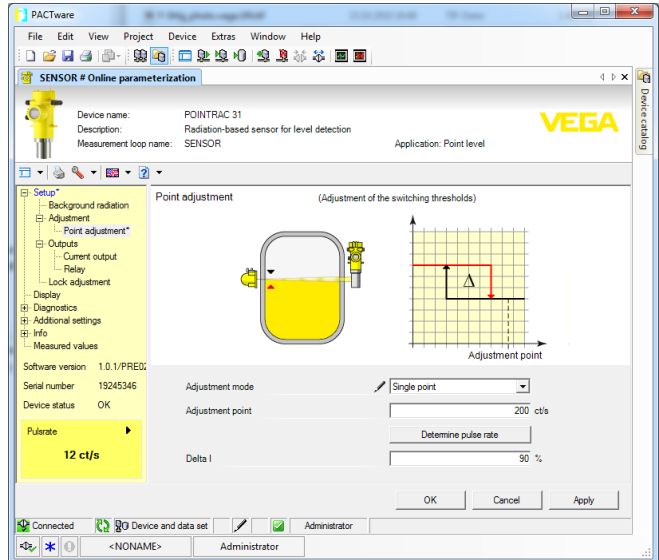 PACTware
File Edit View Project Device Extras Window Help
SENSOR # Online parameterization
Device catalog
Device name: POINTRAC 31
Description: Radiation-based sensor for level detection
Measurement loop name: SENSOR Application: Point level
VEGA
Setup*
Background radiation
Adjustment
Point adjustment*
Outputs
Current output
Relay
Lock adjustment
Display
Diagnostics
Additional settings
Info
Measured values
Software version 1.0.1/PRE02
Serial number 19245346
Device status OK
Pulsrate
12 ct/s
Point adjustment (Adjustment of the switching thresholds)
Δ
Adjustment point
Adjustment mode Single point
Adjustment point 200 ct/s
Determine pulse rate
Delta I 90 %
OK Cancel Apply
Connected Device and data set Administrator
<NONAME> Administrator